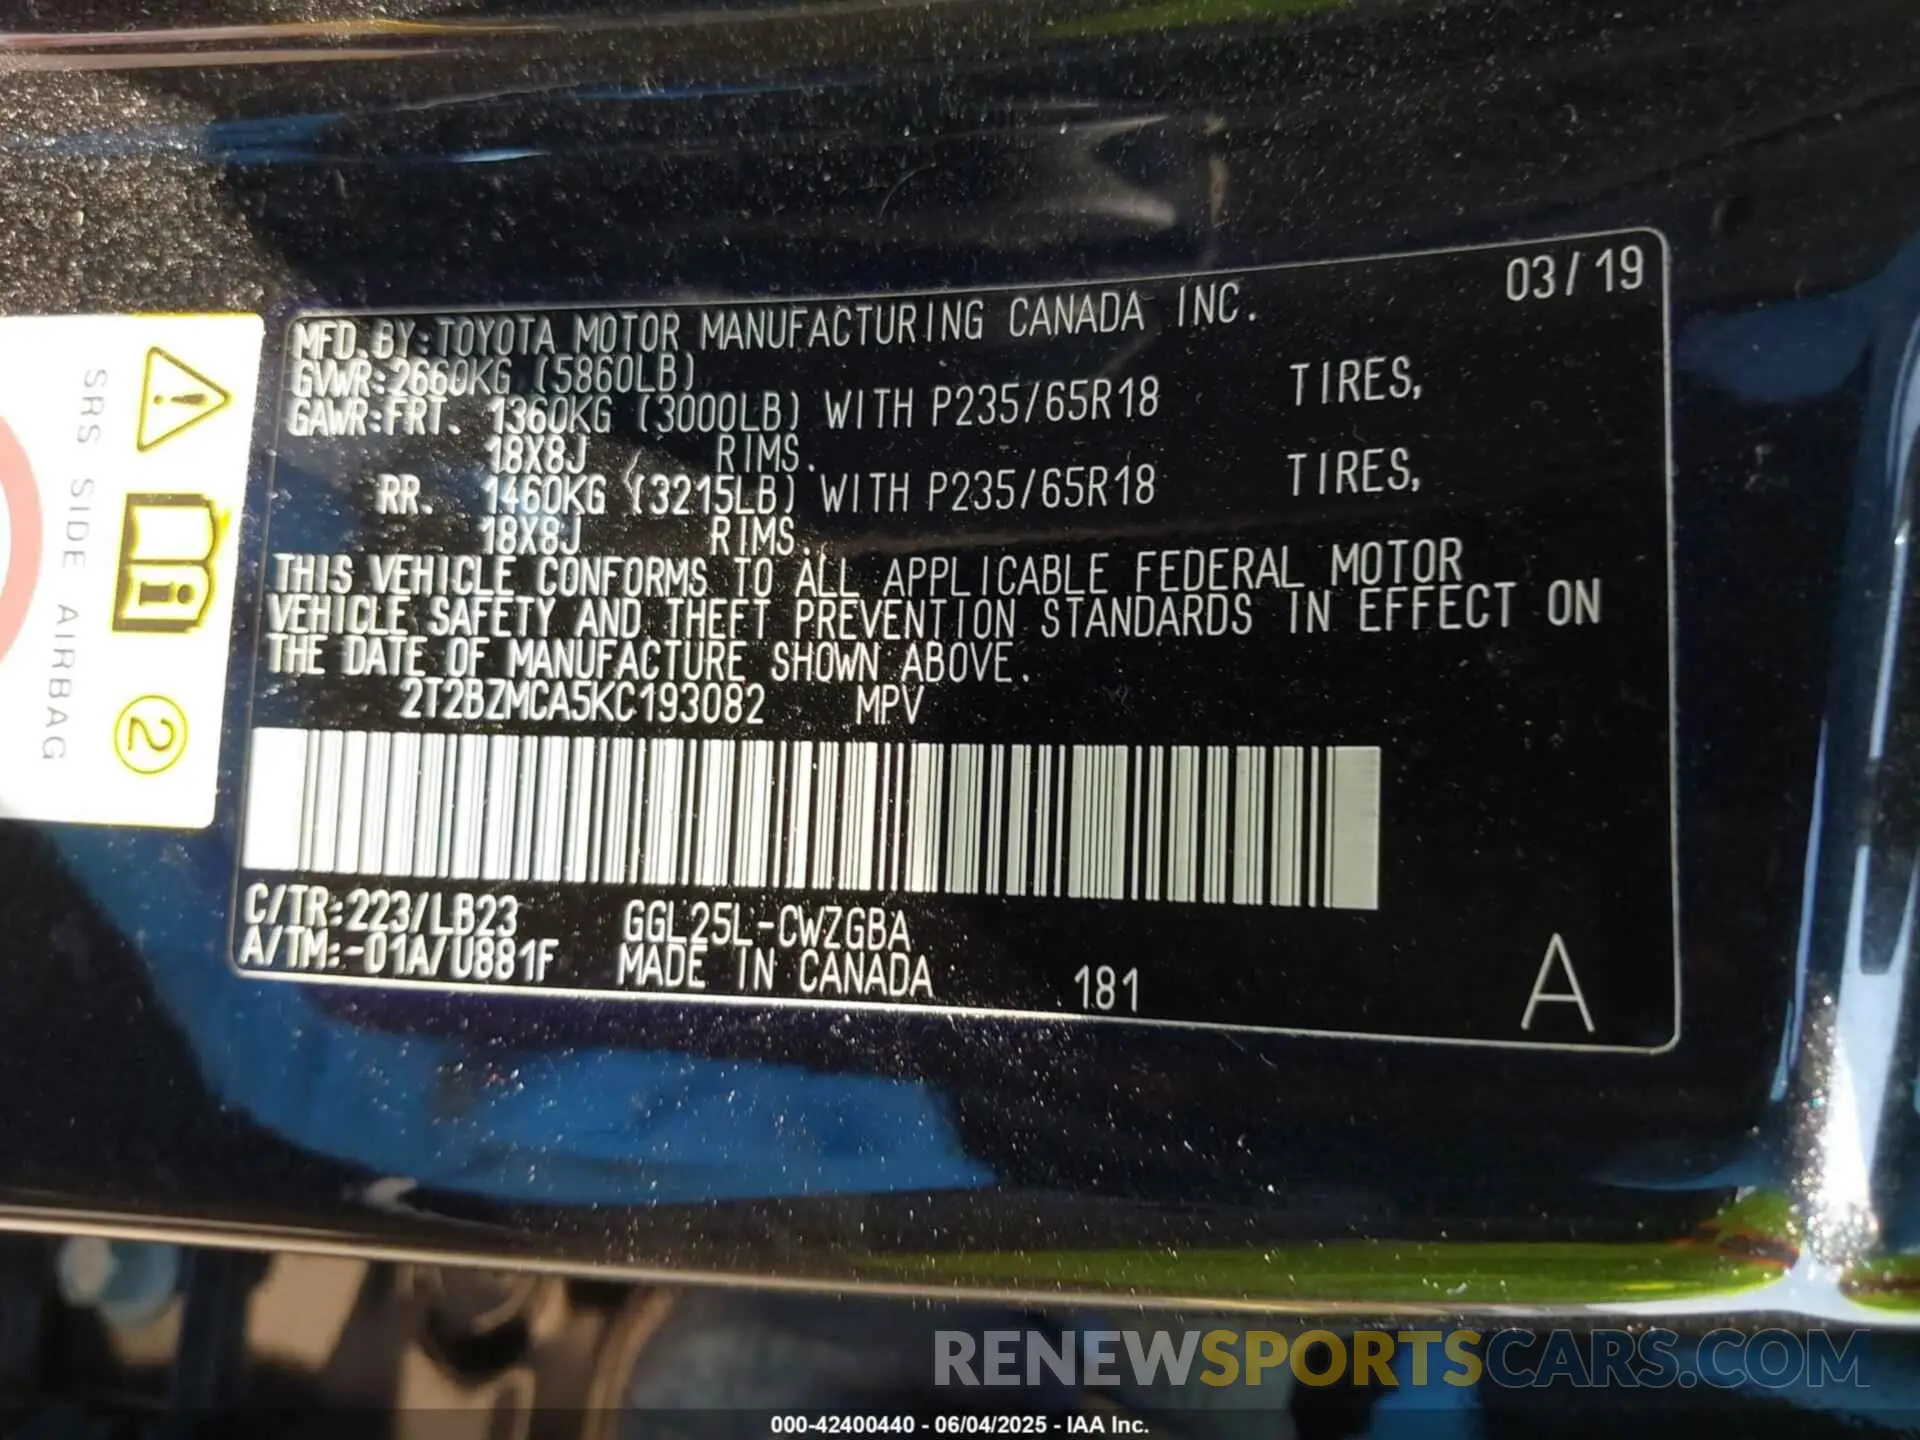 03/19
MFD.BY:TOYOTA MOTOR MANUFACTURING CANADA INC.
GVWR:2660KG (5860LB)
GAWR:FRT. 1360KG (3000LB) WITH P235/65R18 TIRES,
18X8J RIMS.
RR. 1460KG (3215LB) WITH P235/65R18 TIRES,
18X8J RIMS.
THIS VEHICLE CONFORMS TO ALL APPLICABLE FEDERAL MOTOR
VEHICLE SAFETY AND THEFT PREVENTION STANDARDS IN EFFECT ON
THE DATE OF MANUFACTURE SHOWN ABOVE.
2T2BZMCA5KC193082 MPV
C/TR:223/LB23 GGL25L-CWZGBA
A/TM:-01A/U881F MADE IN CANADA 181 A
SRS SIDE AIRBAG
2
RENEWSPORTSCARS.COM
000-42400440 - 06/04/2025 - IAA Inc.